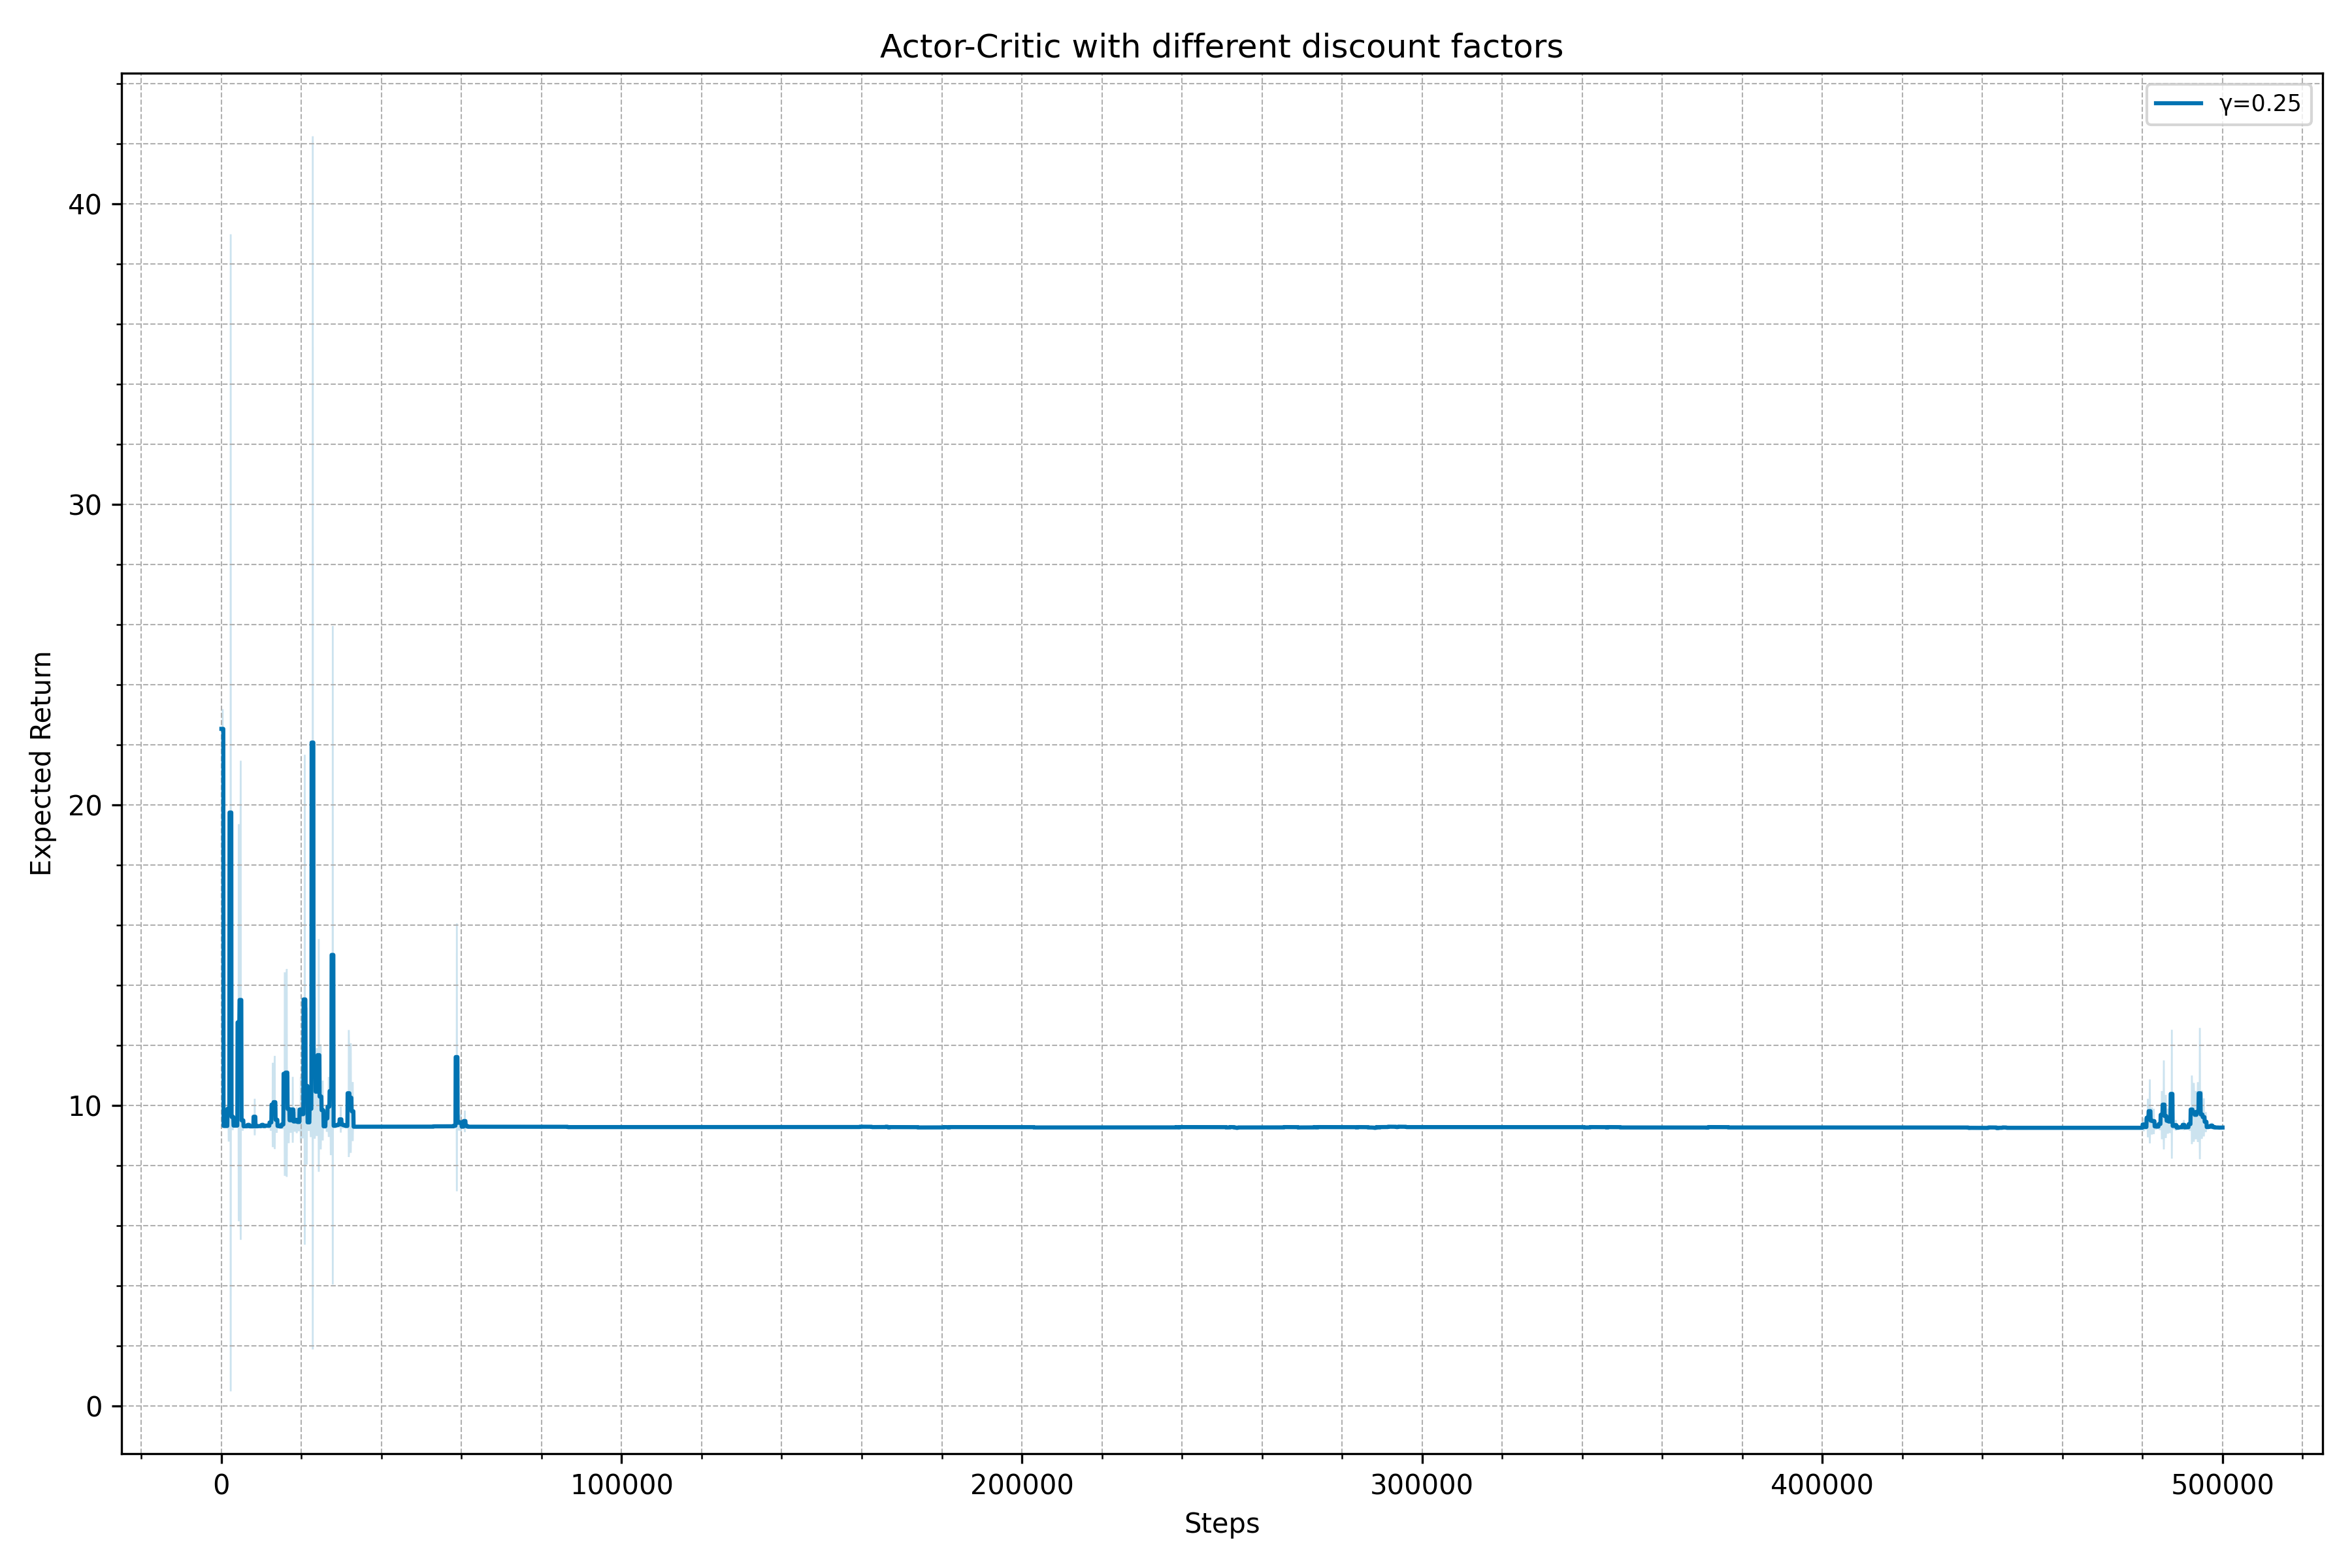 Actor-Critic with different discount factors
γ=0.25
Expected Return
40
30
20
10
0
0 100000 200000 300000 400000 500000
Steps